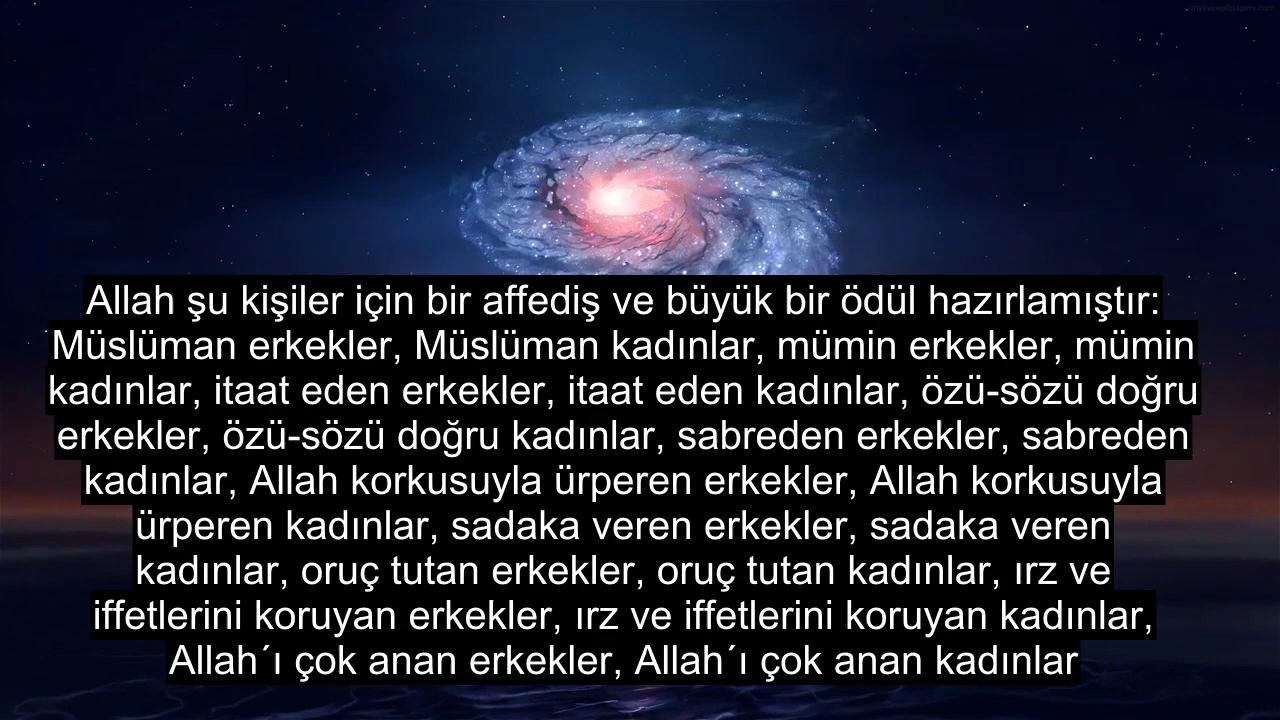 Allah şu kişiler için bir affediş ve büyük bir ödül hazırlamıştır:
Müslüman erkekler, Müslüman kadınlar, mümin erkekler, mümin
kadınlar, itaat eden erkekler, itaat eden kadınlar, özü-sözü doğru
erkekler, özü-sözü doğru kadınlar, sabreden erkekler, sabreden
kadınlar, Allah korkusuyla ürperen erkekler, Allah korkusuyla
ürperen kadınlar, sadaka veren erkekler, sadaka veren
kadınlar, oruç tutan erkekler, oruç tutan kadınlar, ırz ve
iffetlerini koruyan erkekler, ırz ve iffetlerini koruyan kadınlar,
Allah´ı çok anan erkekler, Allah´ı çok anan kadınlar